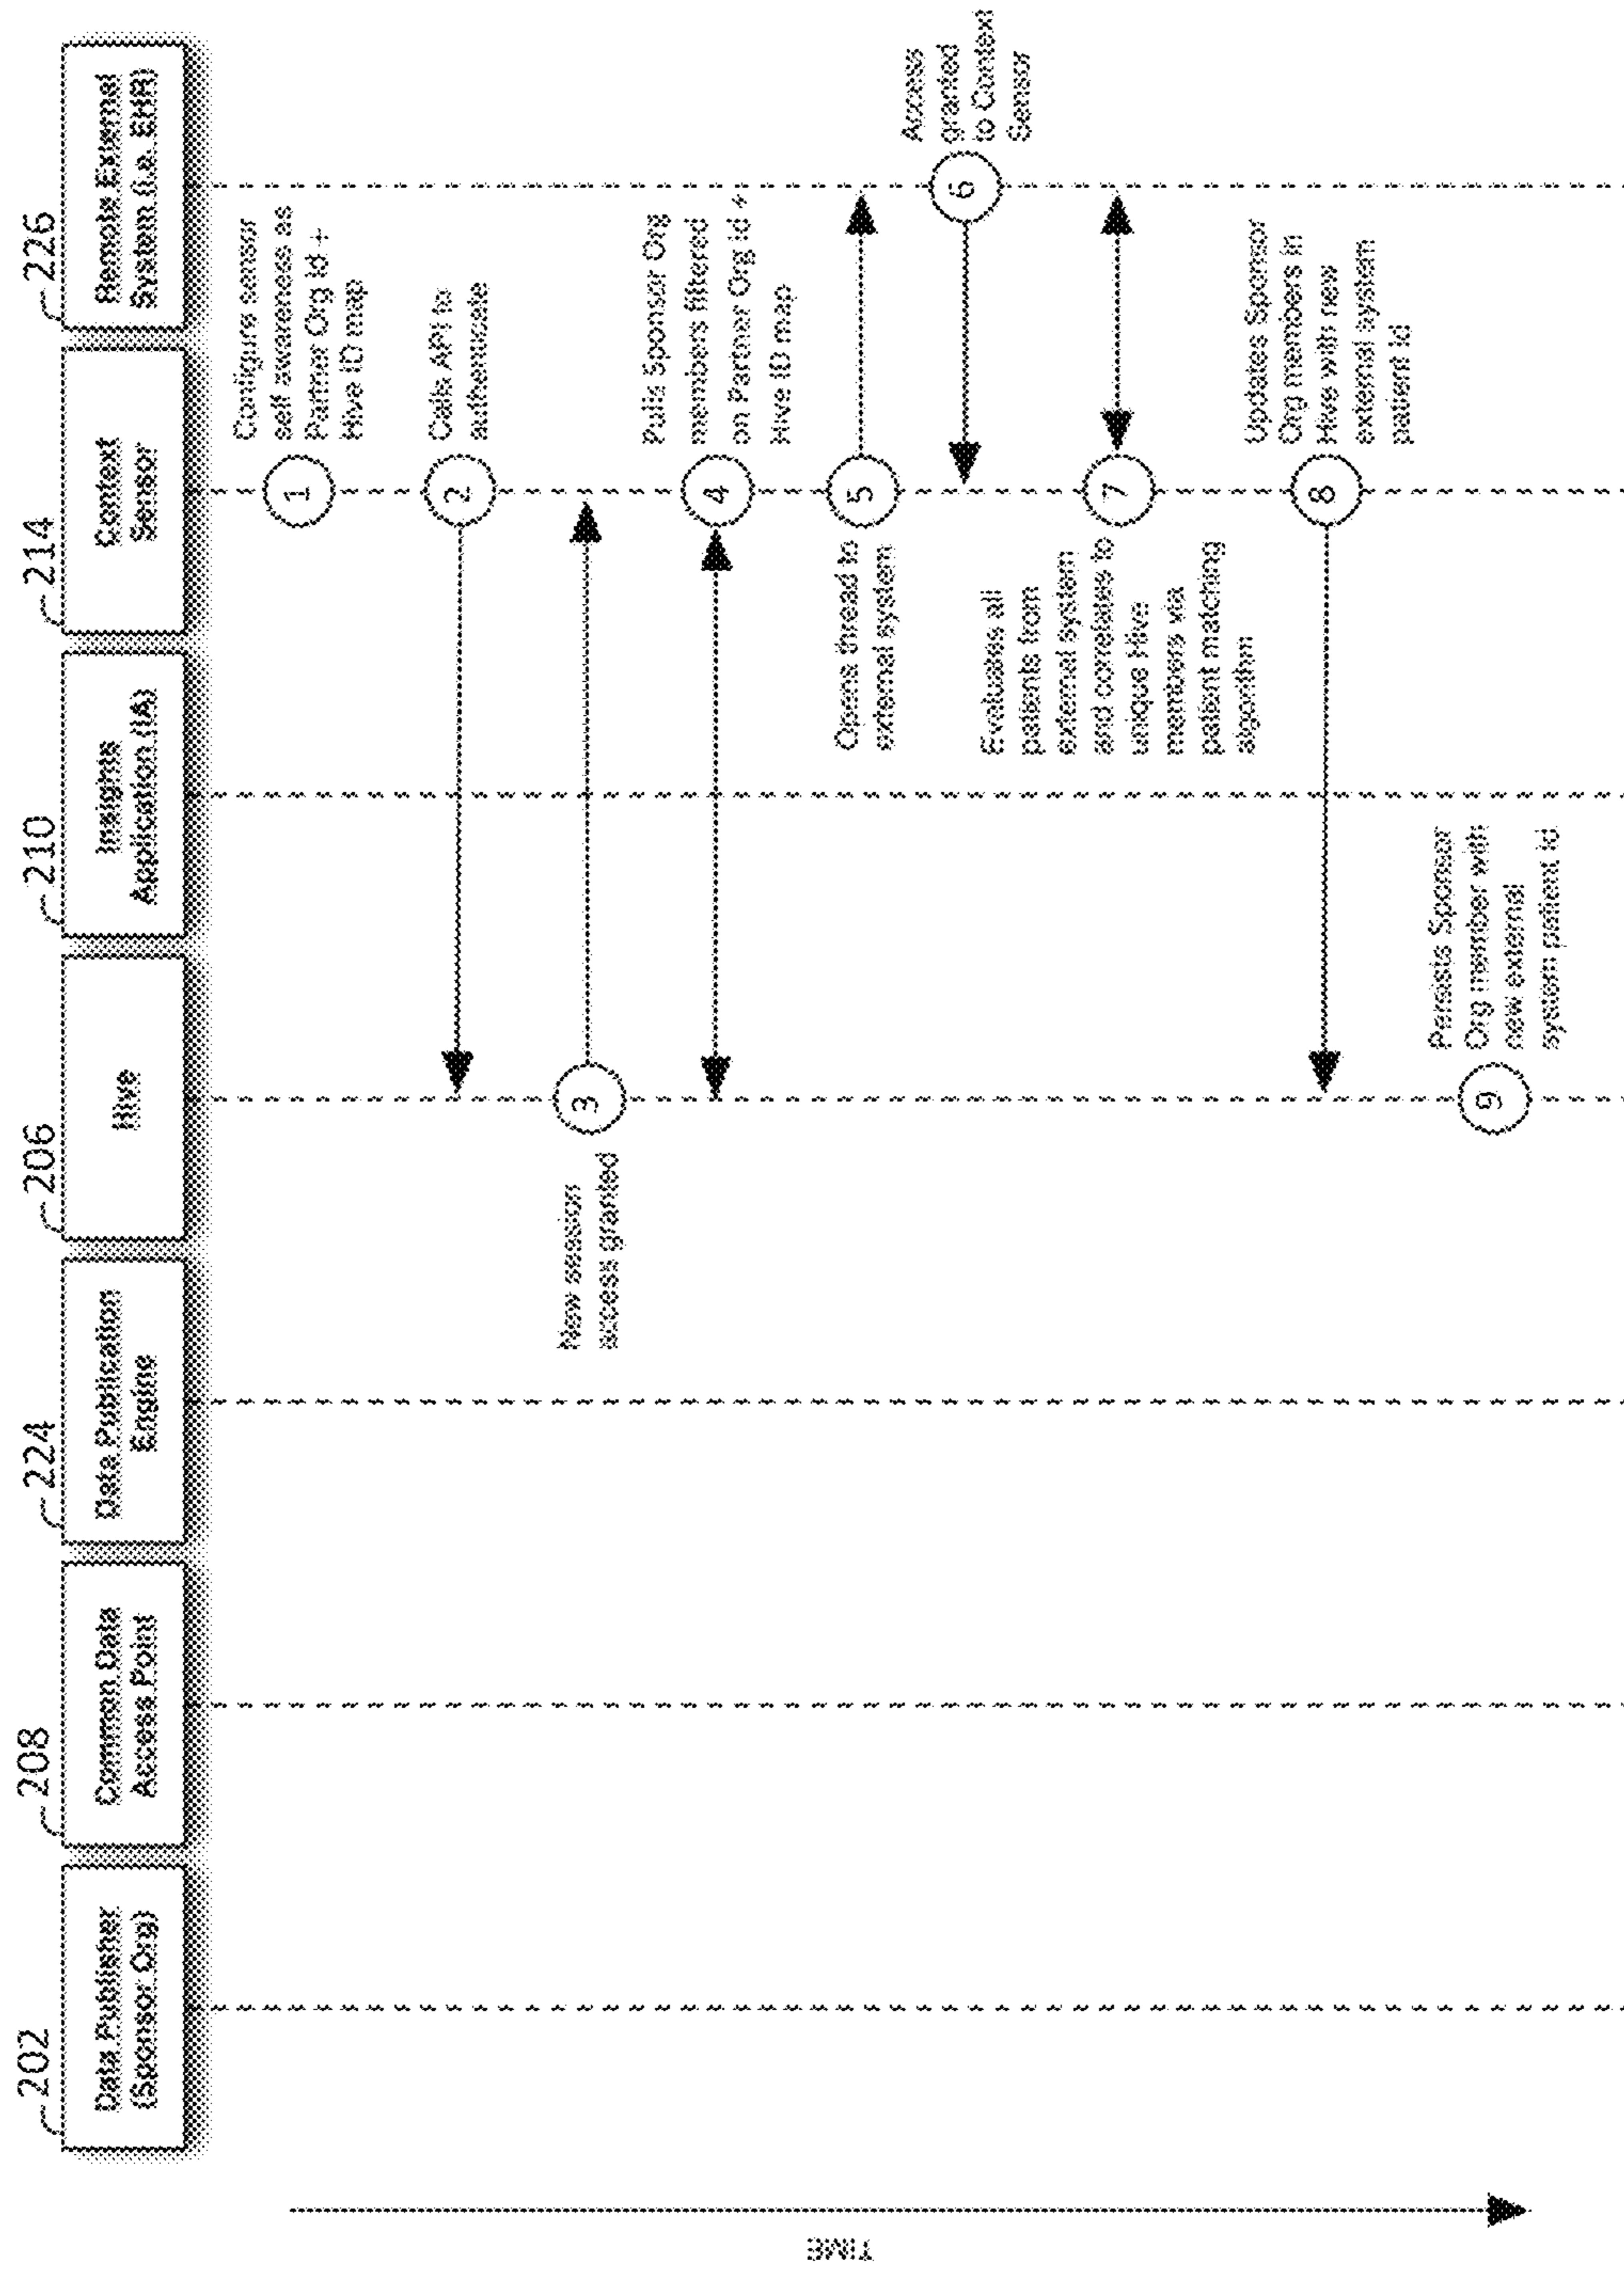 202
Data Publisher
(Sponsor Org)
208
Common Data
Access Point
224
Data Publication
Engine
206
Hive
210
Insights
Application (IA)
214
Context
Sensor
226
Remote External
System (i.e. EHR)
TIME
1
Configure sensor
self awareness as
Partner Org id +
Hive ID map
2
Calls API to
authenticate
New session
access granted
3
4
Pulls Sponsor Org
members filtered
on Partner Org id +
Hive ID map
Opens thread to
external system
5
6
Access
granted
to Context
Sensor
Evaluates all
patients from
external system
and correlates to
unique Hive
members via
patient matching
algorithm
7
8
Updates Sponsor
Org members in
Hive with new
external system
patient id
9
Persists Sponsor
Org member with
new external
system patient id